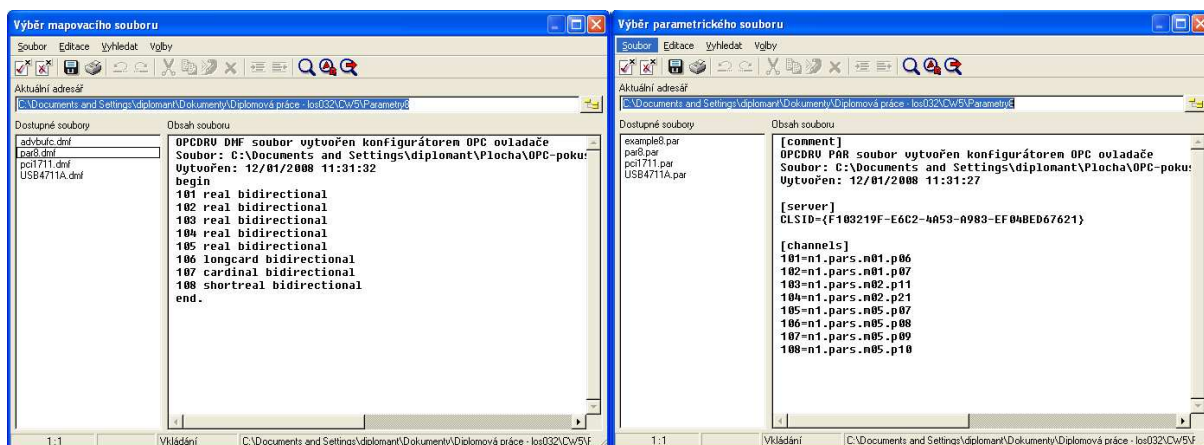 Výběr mapovacího souboru
Soubor Editace Vyhledat Volby
Aktuální adresář
C:\Documents and Settings\diplomant\Dokumenty\Diplomová práce - los032\CW5\Parametry8
Dostupné soubory
advbufc.dmf
par8.dmf
pci1711.dmf
USB4711A.dmf
Obsah souboru
OPCDRV DMF soubor vytvořen konfigurátorem OPC ovladače
Soubor: C:\Documents and Settings\diplomant\Plocha\OPC-pokus
Vytvořen: 12/01/2008 11:31:32
begin
101 real bidirectional
102 real bidirectional
103 real bidirectional
104 real bidirectional
105 real bidirectional
106 longcard bidirectional
107 cardinal bidirectional
108 shortreal bidirectional
end.
1:1 Vkládání C:\Documents and Settings\diplomant\Dokumenty\Diplomová práce - los032\CW5\F
Výběr parametrického souboru
Soubor Editace Vyhledat Volby
Aktuální adresář
C:\Documents and Settings\diplomant\Dokumenty\Diplomová práce - los032\CW5\Parametry8
Dostupné soubory
example8.par
par8.par
pci1711.par
USB4711A.par
Obsah souboru
[comment]
OPCDRV PAR soubor vytvořen konfigurátorem OPC ovladače
Soubor: C:\Documents and Settings\diplomant\Plocha\OPC-pokus
Vytvořen: 12/01/2008 11:31:27
[server]
CLSID={F103219F-E6C2-4A53-A983-EF04BED67621}
[channels]
101=n1.pars.m01.p06
102=n1.pars.m01.p07
103=n1.pars.m02.p11
104=n1.pars.m02.p21
105=n1.pars.m05.p07
106=n1.pars.m05.p08
107=n1.pars.m05.p09
108=n1.pars.m05.p10
1:1 Vkládání C:\Documents and Settings\diplomant\Dokumenty\Diplomová práce - los032\CW5\F